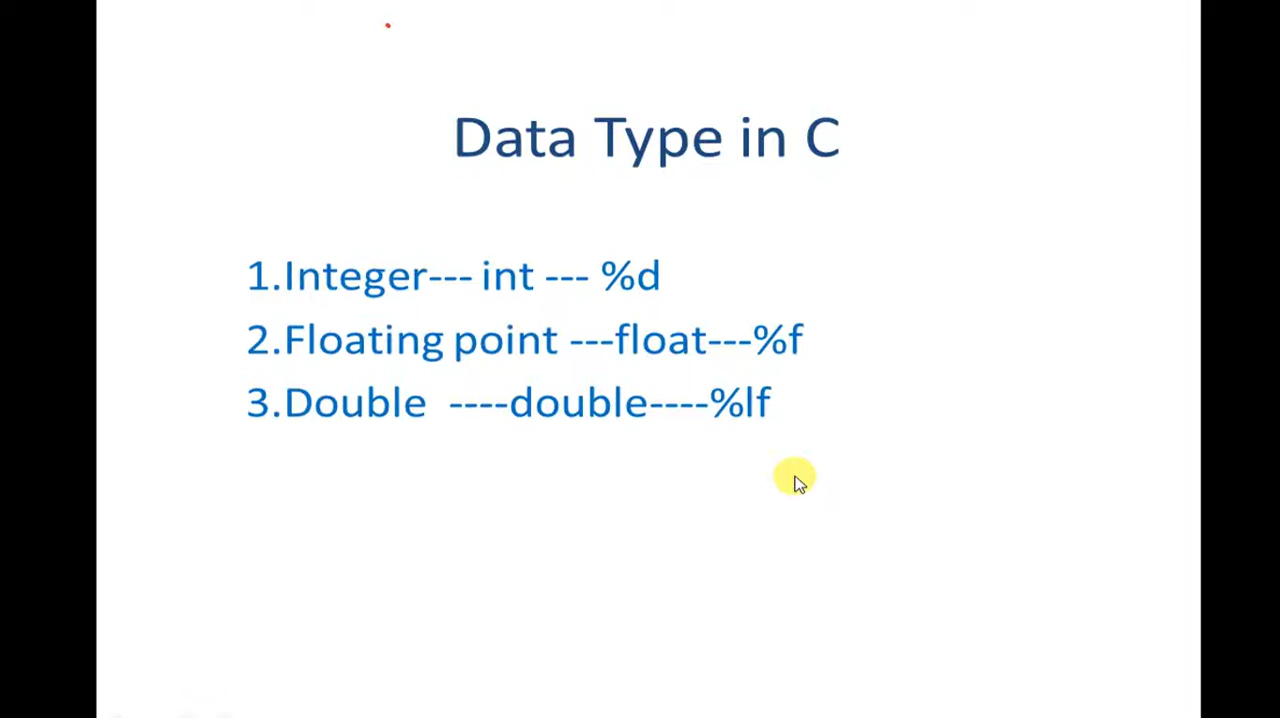 Data Type in C
1.Integer--- int --- %d
2.Floating point ---float---%f
3.Double  ----double----%lf